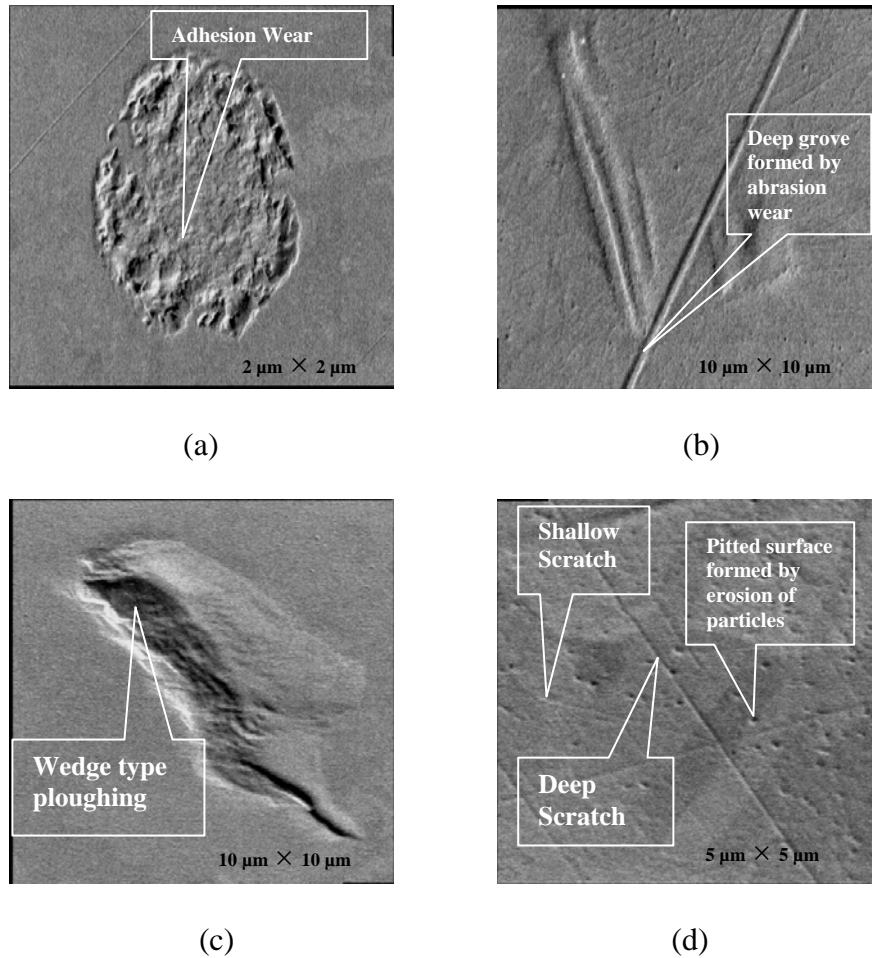 Adhesion Wear
2 µm × 2 µm
(a)
Deep grove
formed by
abrasion
wear
10 µm × 10 µm
(b)
Wedge type
ploughing
10 µm × 10 µm
(c)
Shallow
Scratch
Pitted surface
formed by
erosion of
particles
Deep
Scratch
5 µm × 5 µm
(d)